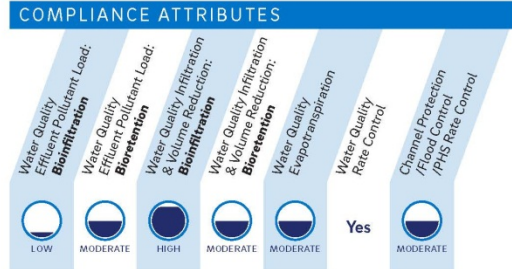 COMPLIANCE ATTRIBUTES
Water Quality
Effluent Pollutant Load:
Bioinfiltration
Water Quality
Effluent Pollutant Load:
Bioretention
Water Quality Infiltration
& Volume Reduction:
Bioinfiltration
Water Quality Infiltration
& Volume Reduction:
Bioretention
Water Quality
Evapotranspiration
Water Quality
Rate Control
Channel Protection
/Flood Control
/PHS Rate Control
LOW
MODERATE
HIGH
MODERATE
MODERATE
Yes
MODERATE